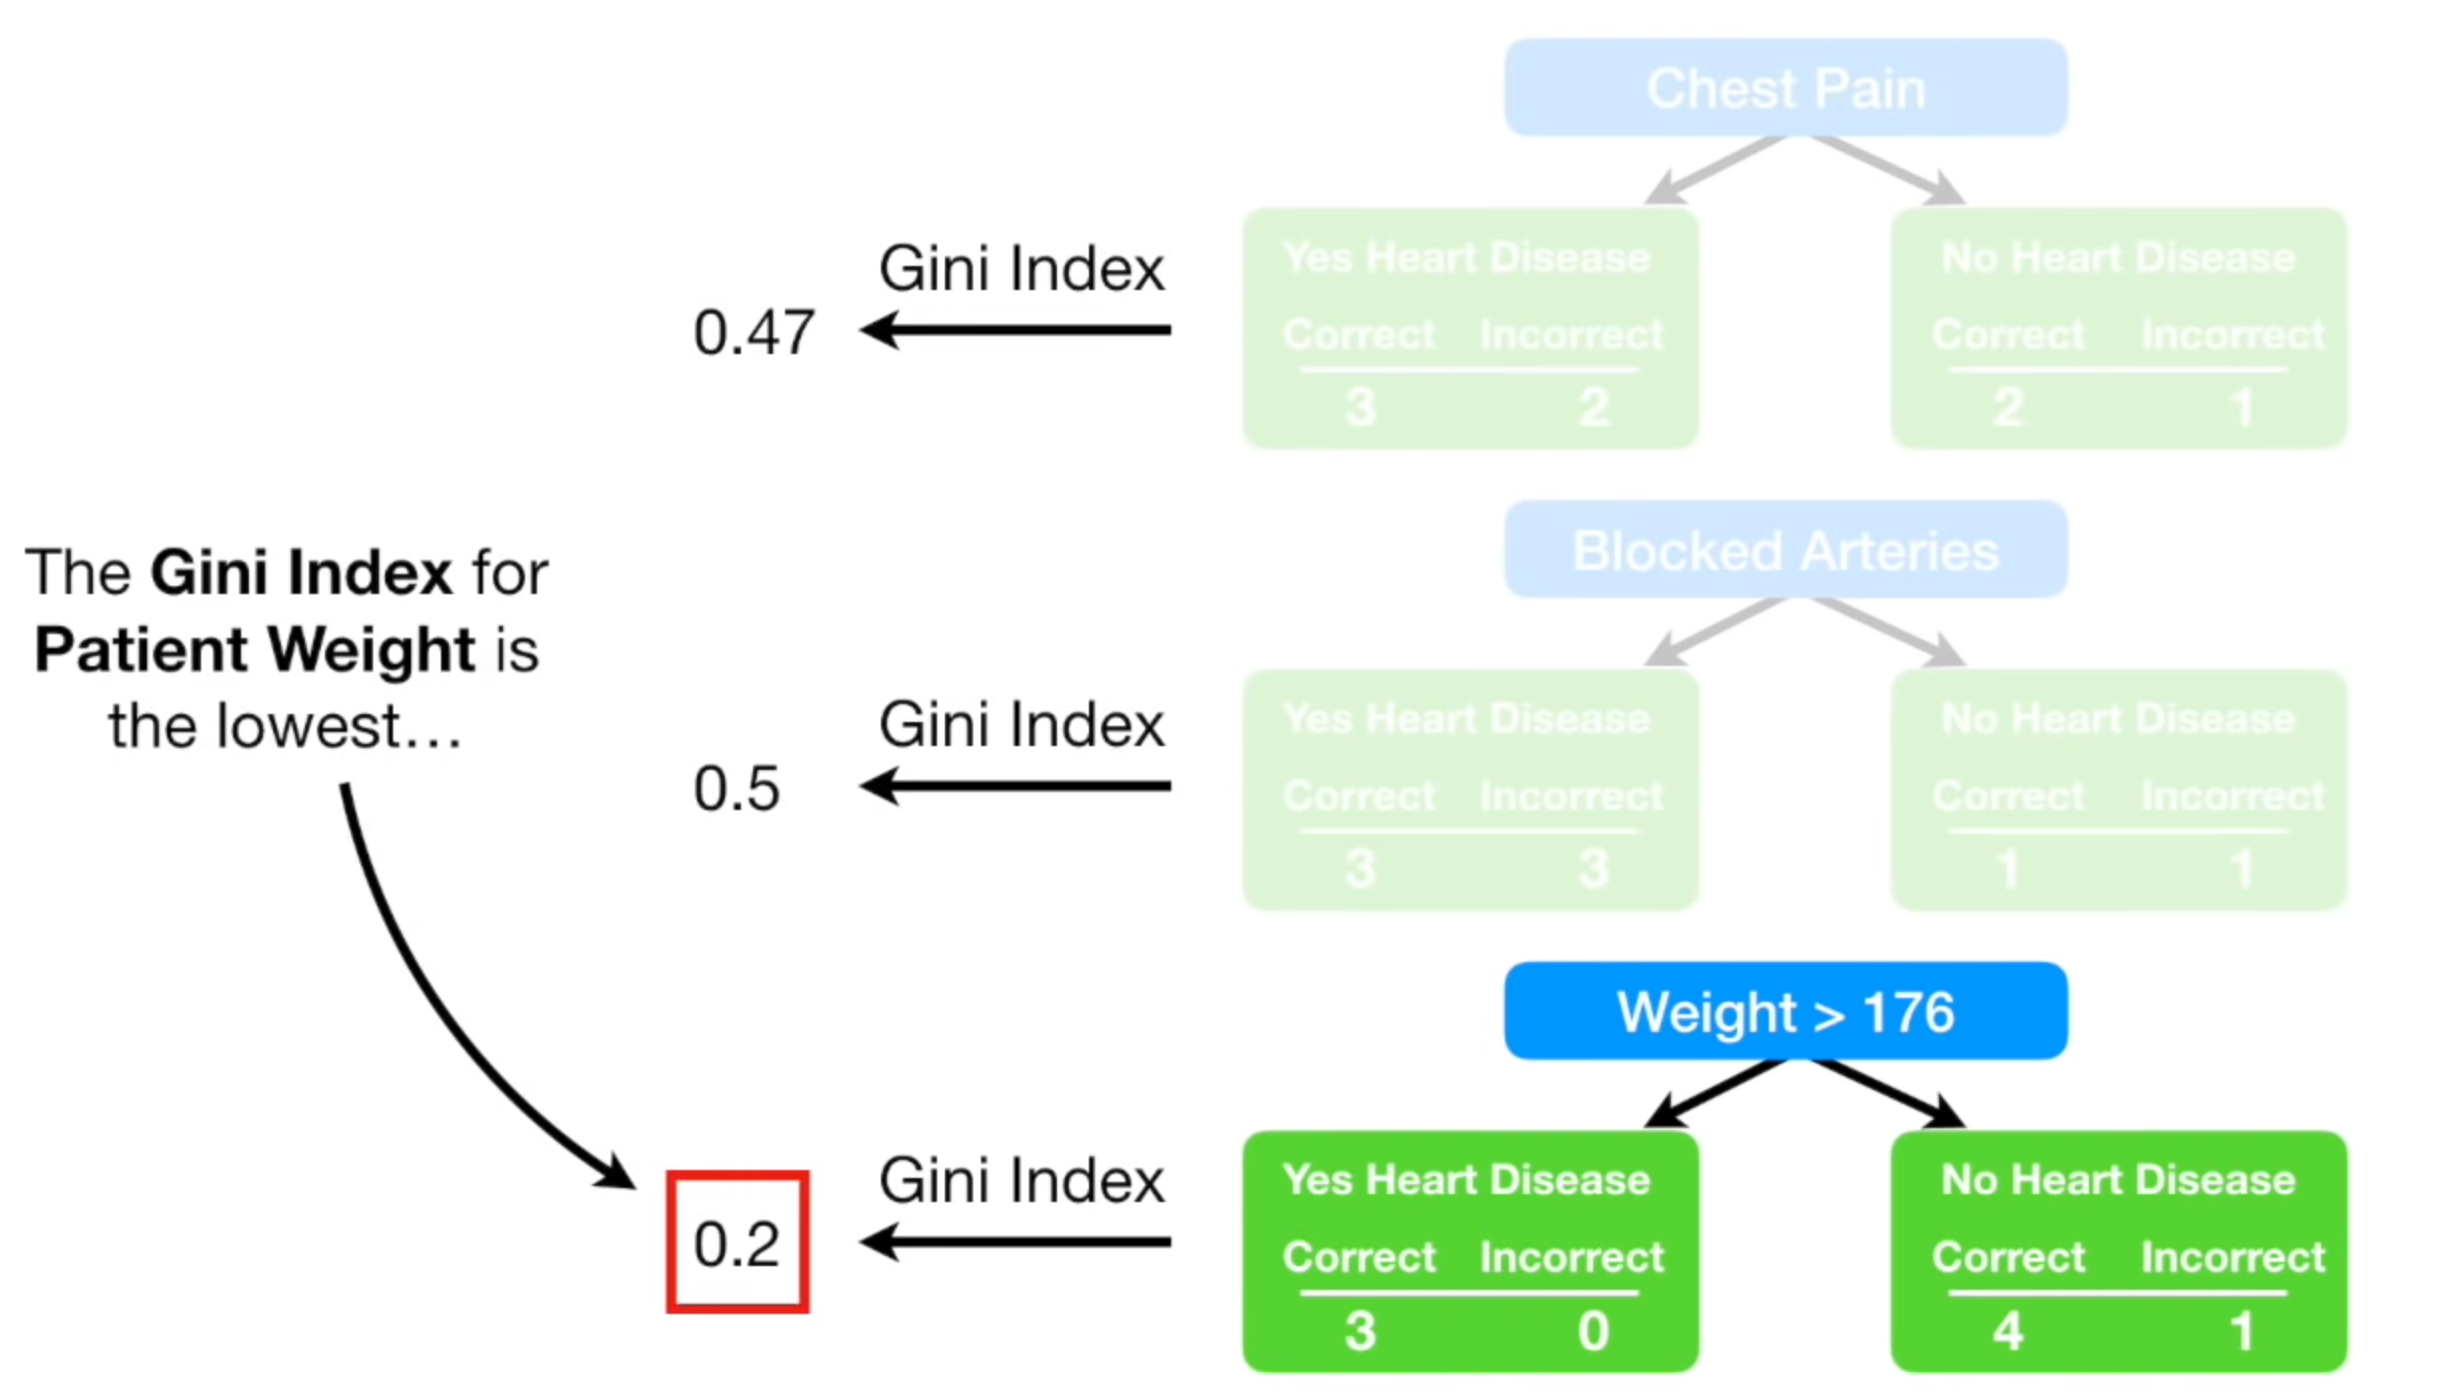 Chest Pain
Gini Index
0.47
Yes Heart Disease
Correct Incorrect
3 2
No Heart Disease
Correct Incorrect
2 1
The Gini Index for
Patient Weight is
the lowest...
Blocked Arteries
Gini Index
0.5
Yes Heart Disease
Correct Incorrect
3 3
No Heart Disease
Correct Incorrect
1 1
Weight > 176
Gini Index
0.2
Yes Heart Disease
Correct Incorrect
3 0
No Heart Disease
Correct Incorrect
4 1